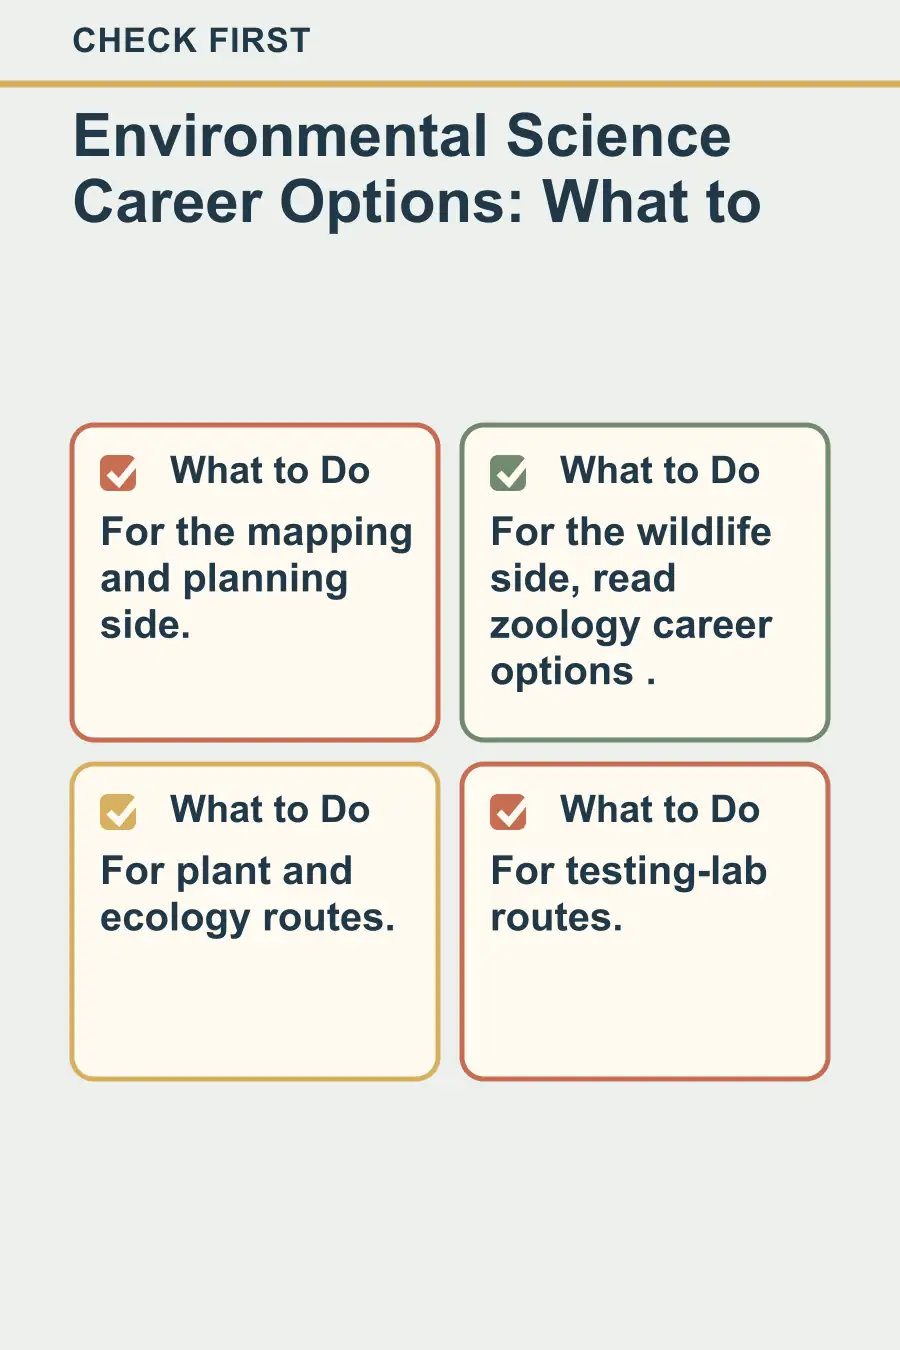 CHECK FIRST
Environmental Science
Career Options: What to
What to Do
For the mapping
and planning
side.
What to Do
For the wildlife
side, read
zoology career
options .
What to Do
For plant and
ecology routes.
What to Do
For testing-lab
routes.